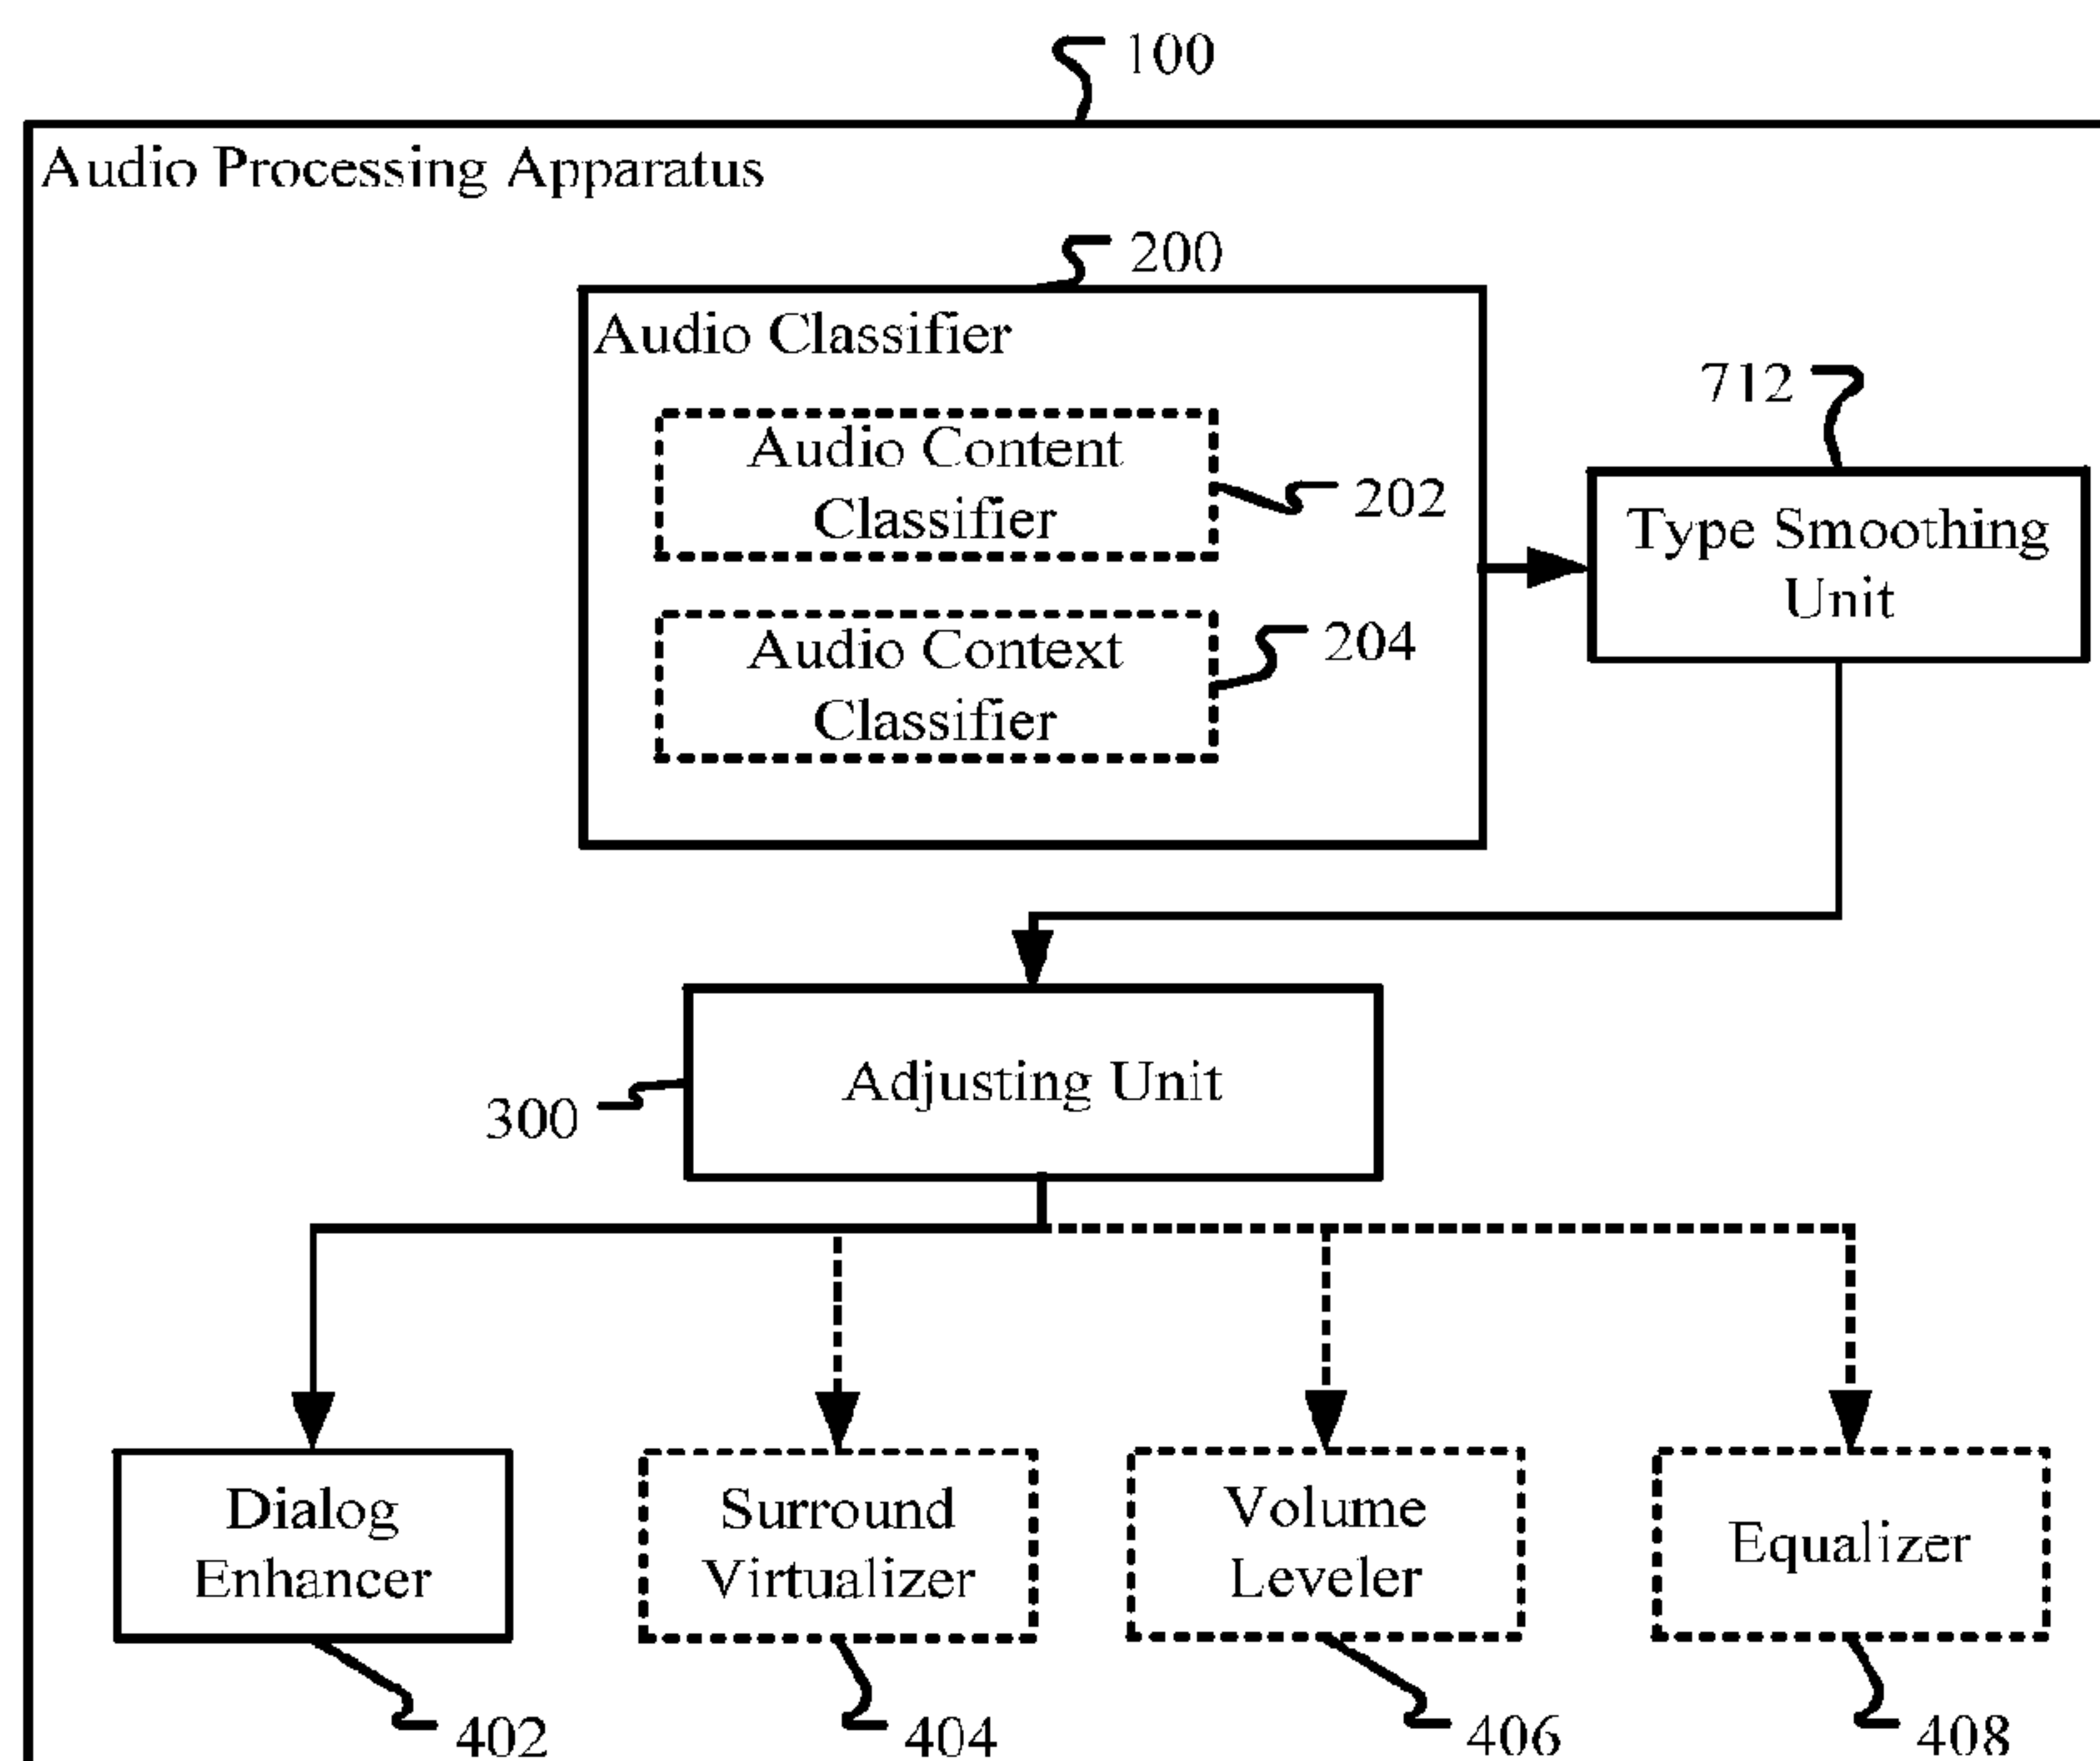 100
Audio Processing Apparatus
200
Audio Classifier
712
Audio Content
Classifier
202
Type Smoothing
Unit
Audio Context
Classifier
204
Adjusting Unit
300
Dialog
Enhancer
Surround
Virtualizer
Volume
Leveler
Equalizer
402
404
406
408